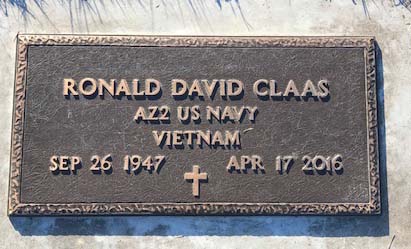 RONALD DAVID CLAAS
AZ2 US NAVY
VIETNAM
SEP 26 1947 APR 17 2016